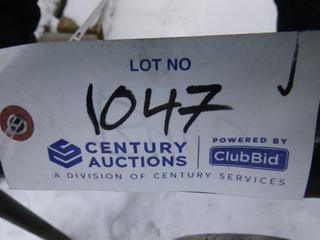 LOT NO
1047
CENTURY AUCTIONS
POWERED BY
ClubBid
A DIVISION OF CENTURY SERVICES